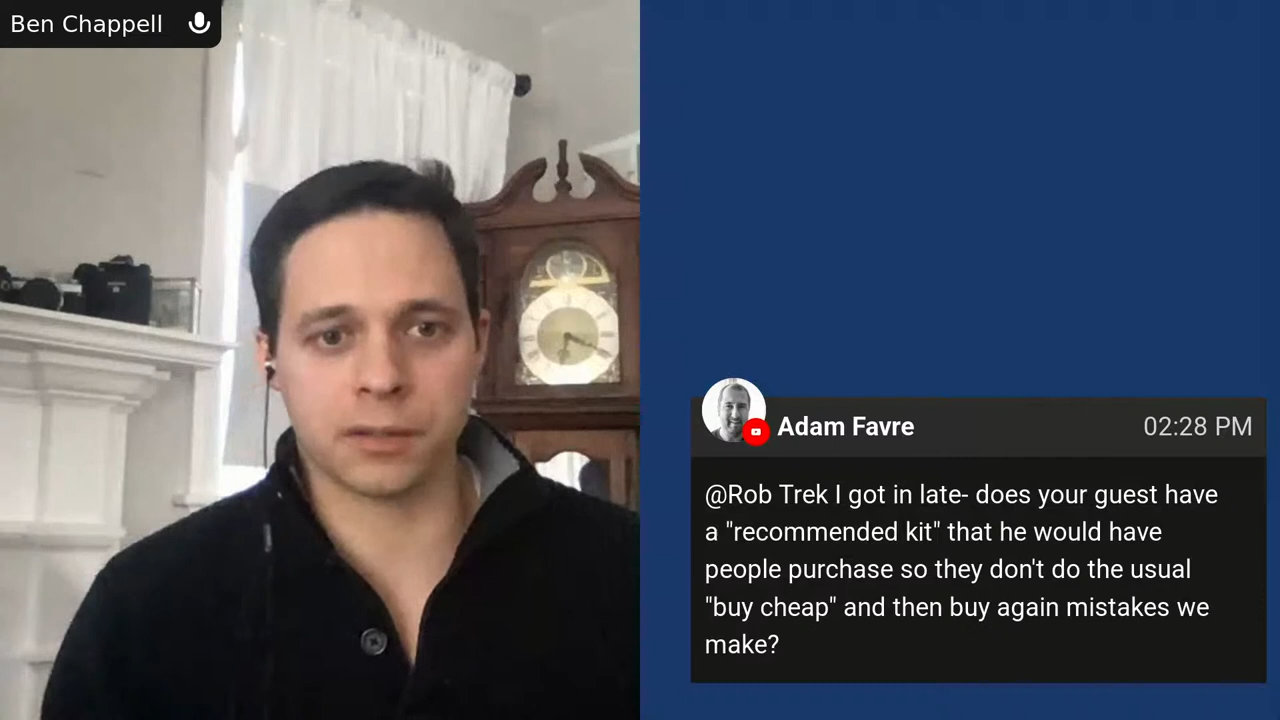 Ben Chappell
Adam Favre
02:28 PM
@Rob Trek I got in late- does your guest have
a "recommended kit" that he would have
people purchase so they don't do the usual
"buy cheap" and then buy again mistakes we
make?